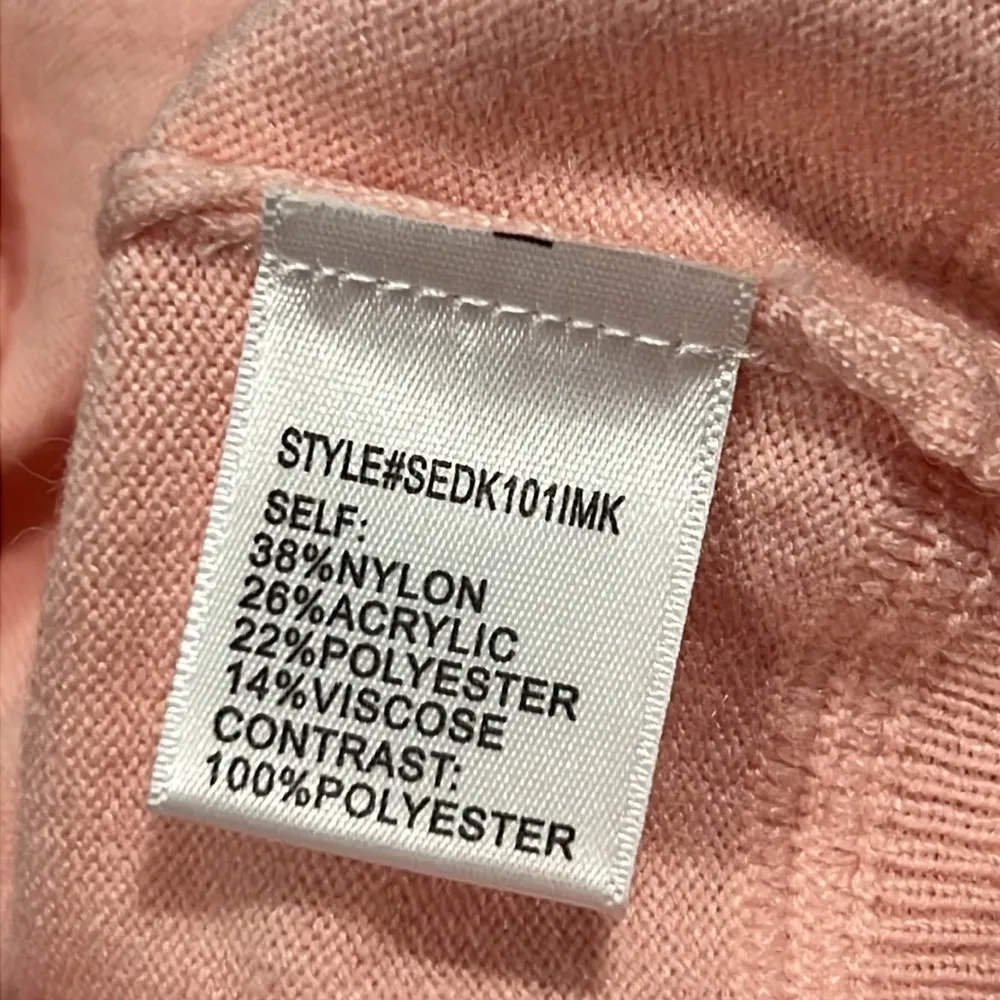 STYLE#SEDK101IMK
SELF:
38%NYLON
26%ACRYLIC
22%POLYESTER
14%VISCOSE
CONTRAST:
100%POLYESTER